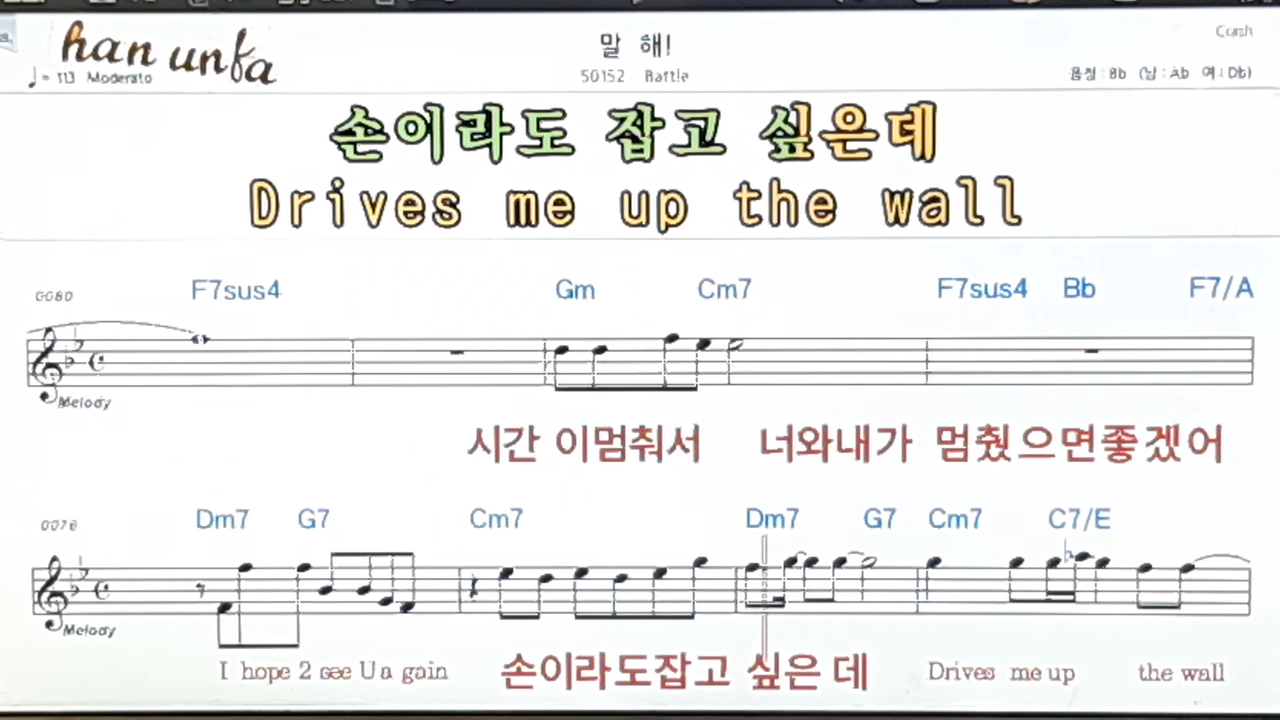 han unfa
말 해!
Crush
♩= 113 Moderato
50152 Battle
음정 : Bb (남 : Ab 여 : Db)
손이라도 잡고 싶은데
Drives me up the wall
0080
F7sus4 Gm Cm7 F7sus4 Bb F7/A
Melody
시간 이멈춰서 너와내가 멈췄으면좋겠어
0076
Dm7 G7 Cm7 Dm7 G7 Cm7 C7/E
Melody
I hope 2 see U a gain 손이라도잡고 싶은 데 Drives me up the wall